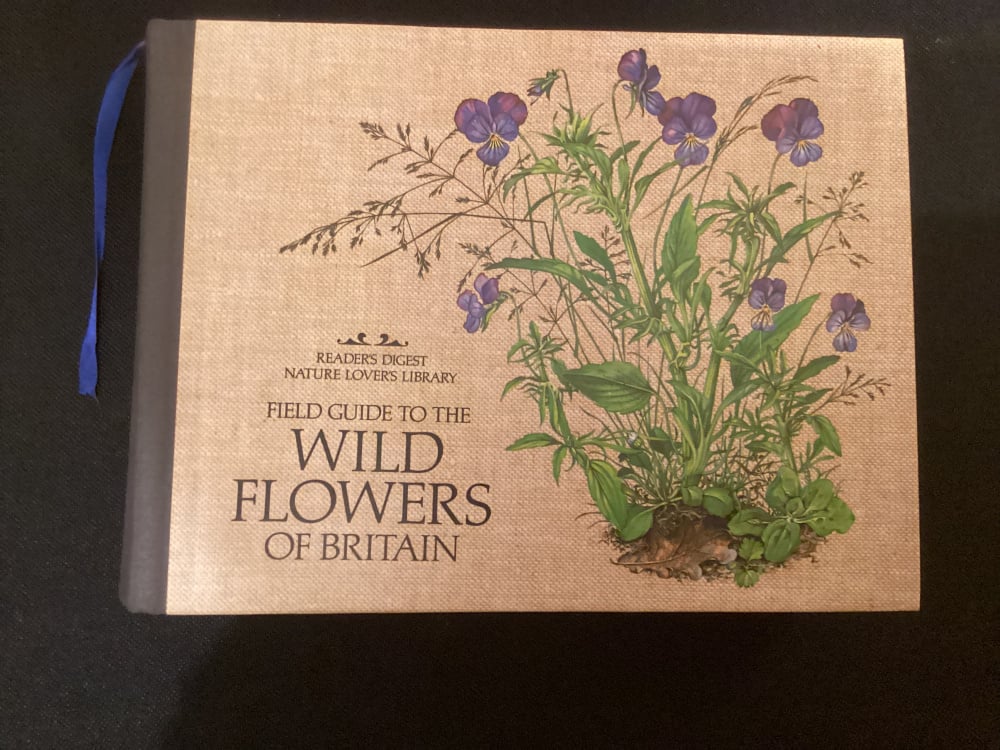 READER'S DIGEST
NATURE LOVER'S LIBRARY
FIELD GUIDE TO THE
WILD
FLOWERS
OF BRITAIN